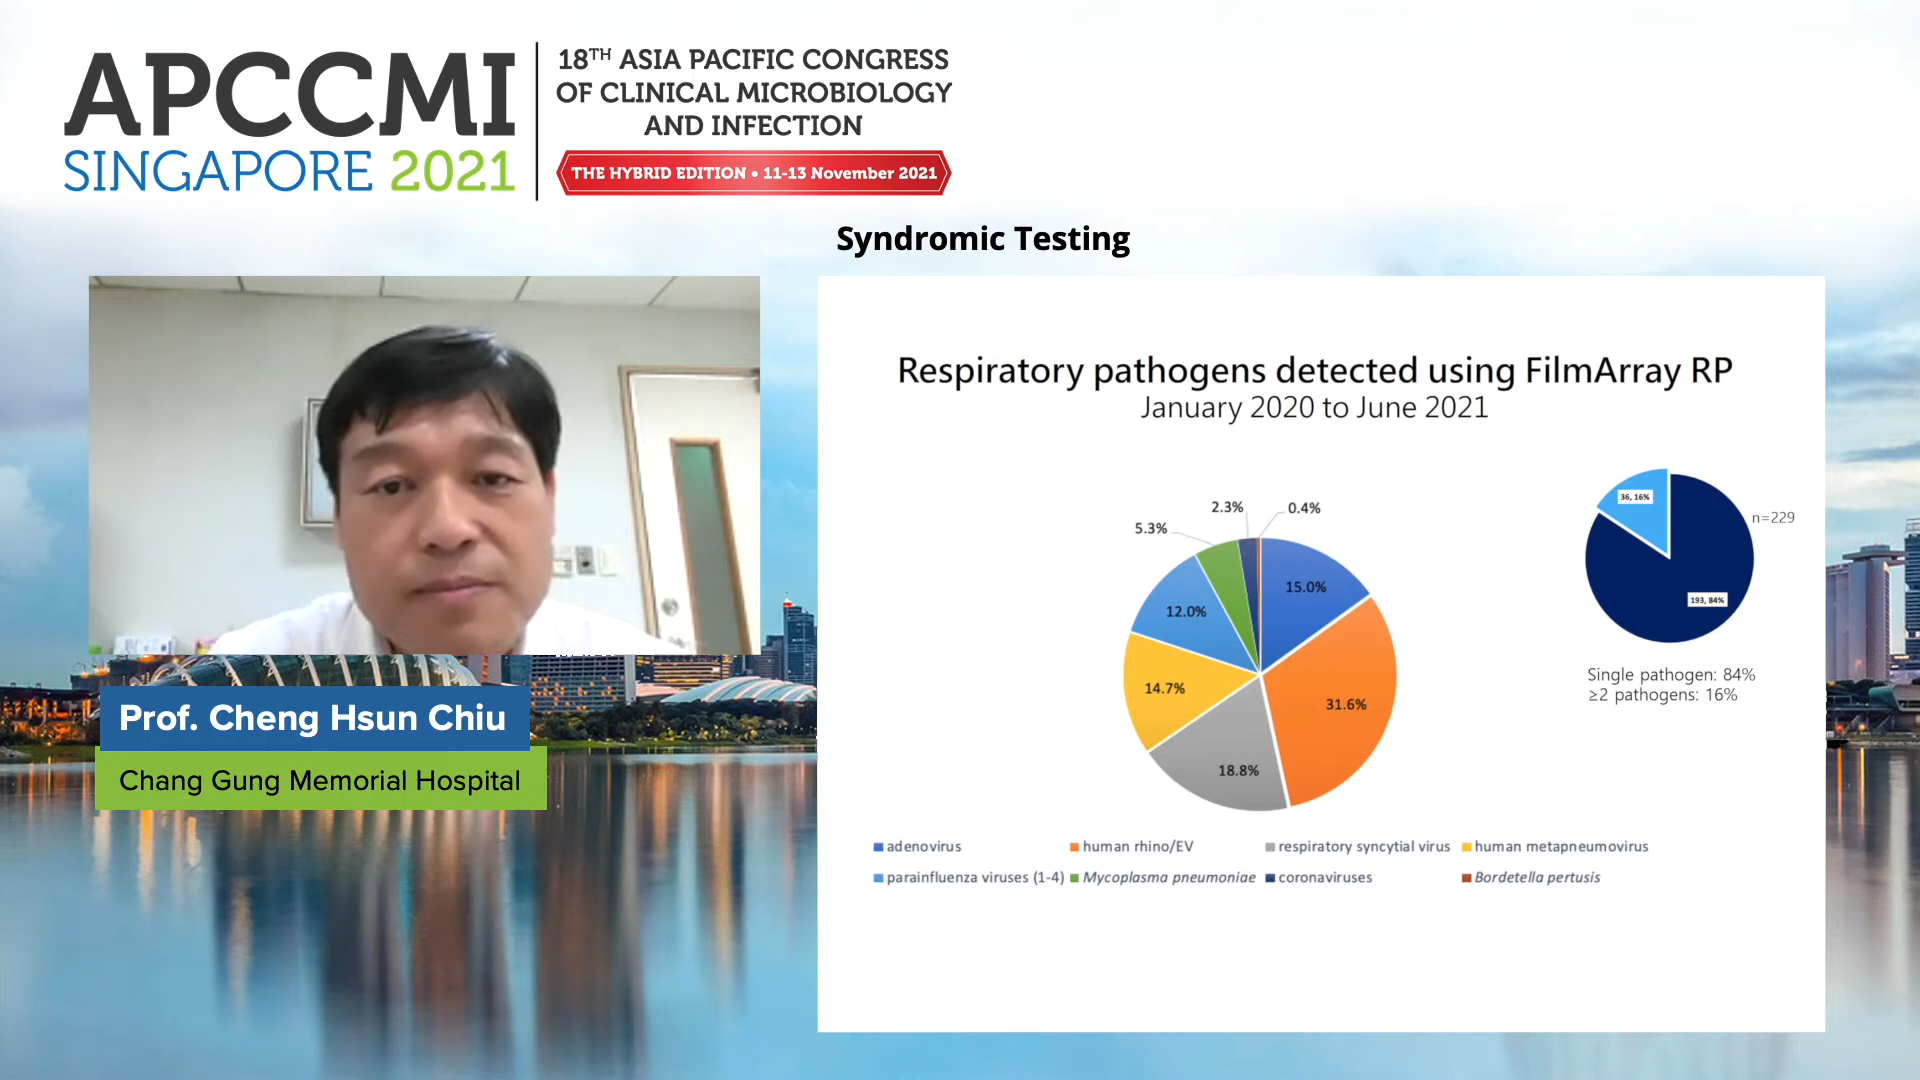 APCCMI
SINGAPORE 2021
18TH ASIA PACIFIC CONGRESS
OF CLINICAL MICROBIOLOGY
AND INFECTION
THE HYBRID EDITION • 11-13 November 2021
Syndromic Testing
Prof. Cheng Hsun Chiu
Chang Gung Memorial Hospital
Respiratory pathogens detected using FilmArray RP
January 2020 to June 2021
2.3%
0.4%
5.3%
15.0%
12.0%
14.7%
31.6%
18.8%
36, 16%
n=229
193, 84%
Single pathogen: 84%
≥2 pathogens: 16%
adenovirus
human rhino/EV
respiratory syncytial virus
human metapneumovirus
parainfluenza viruses (1-4)
Mycoplasma pneumoniae
coronaviruses
Bordetella pertusis